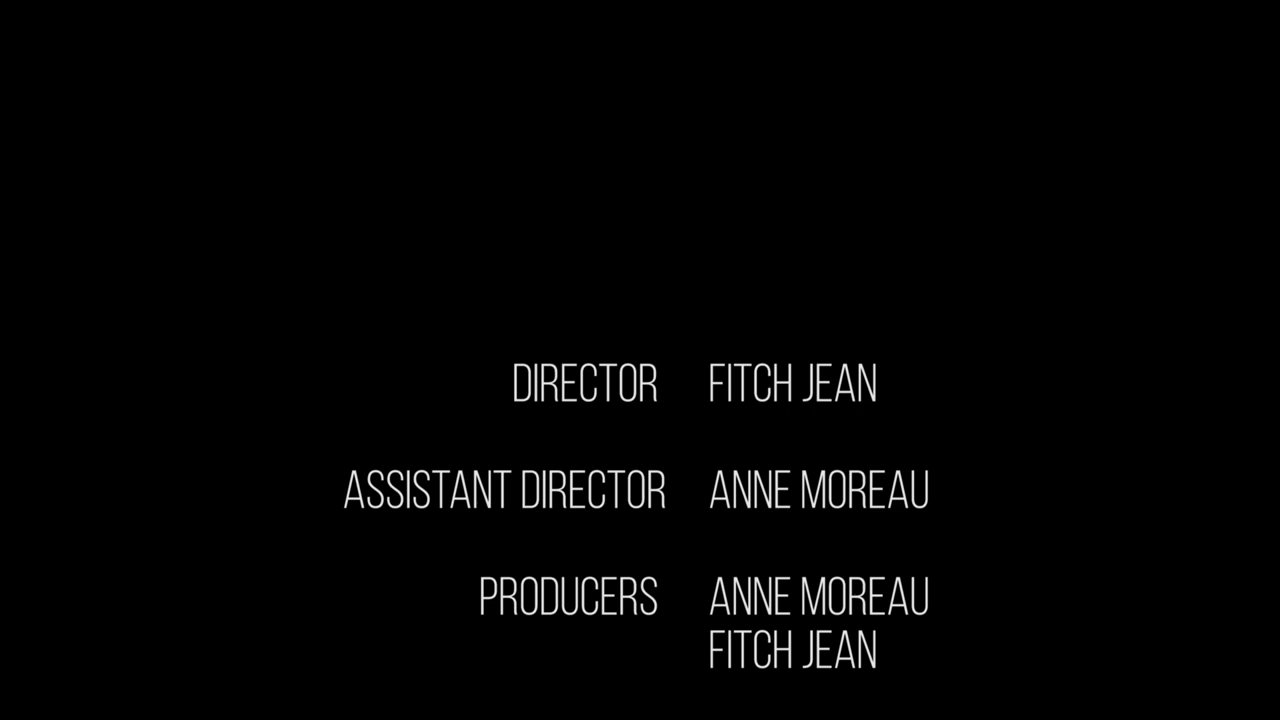 DIRECTOR FITCH JEAN
ASSISTANT DIRECTOR ANNE MOREAU
PRODUCERS ANNE MOREAU
FITCH JEAN